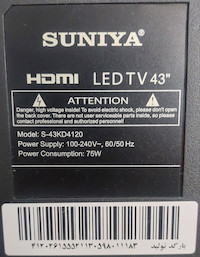 SUNIYA®
HDMI LED TV 43"
ATTENTION
Danger, high voltage inside! To avoid electric shock, please don't open
the back cover. There are not user serviceable parts inside, so please
contact professional and authorized personnel!
Model: S-43KD4120
Power Supply: 100-240V~, 60/50 Hz
Power Consumption: 75W
۴۱۲۰۲۶۱۵۵۵۲۱۱۳۰۵۹۸۰۱۱۱۸۳
بارکد تولید